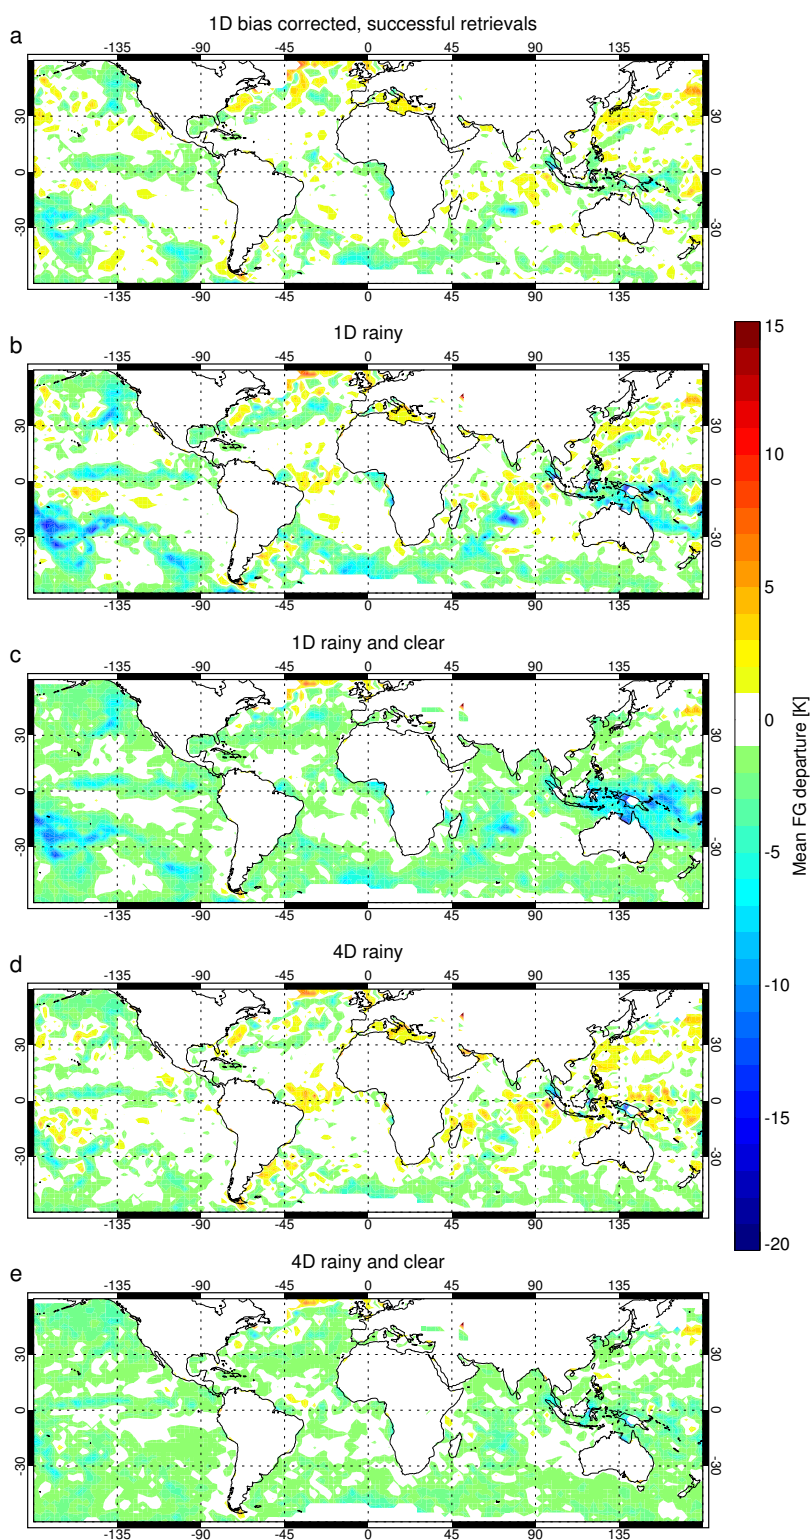 1D bias corrected, successful retrievals
a
-135 -90 -45 0 45 90 135
30 30
0 0
-30 -30
-135 -90 -45 0 45 90 135
1D rainy
b
-135 -90 -45 0 45 90 135
30 30
0 0
-30 -30
-135 -90 -45 0 45 90 135
1D rainy and clear
c
-135 -90 -45 0 45 90 135
30 30
0 0
-30 -30
-135 -90 -45 0 45 90 135
4D rainy
d
-135 -90 -45 0 45 90 135
30 30
0 0
-30 -30
-135 -90 -45 0 45 90 135
4D rainy and clear
e
-135 -90 -45 0 45 90 135
30 30
0 0
-30 -30
-135 -90 -45 0 45 90 135
15
10
5
0
-5
-10
-15
-20
Mean FG departure [K]